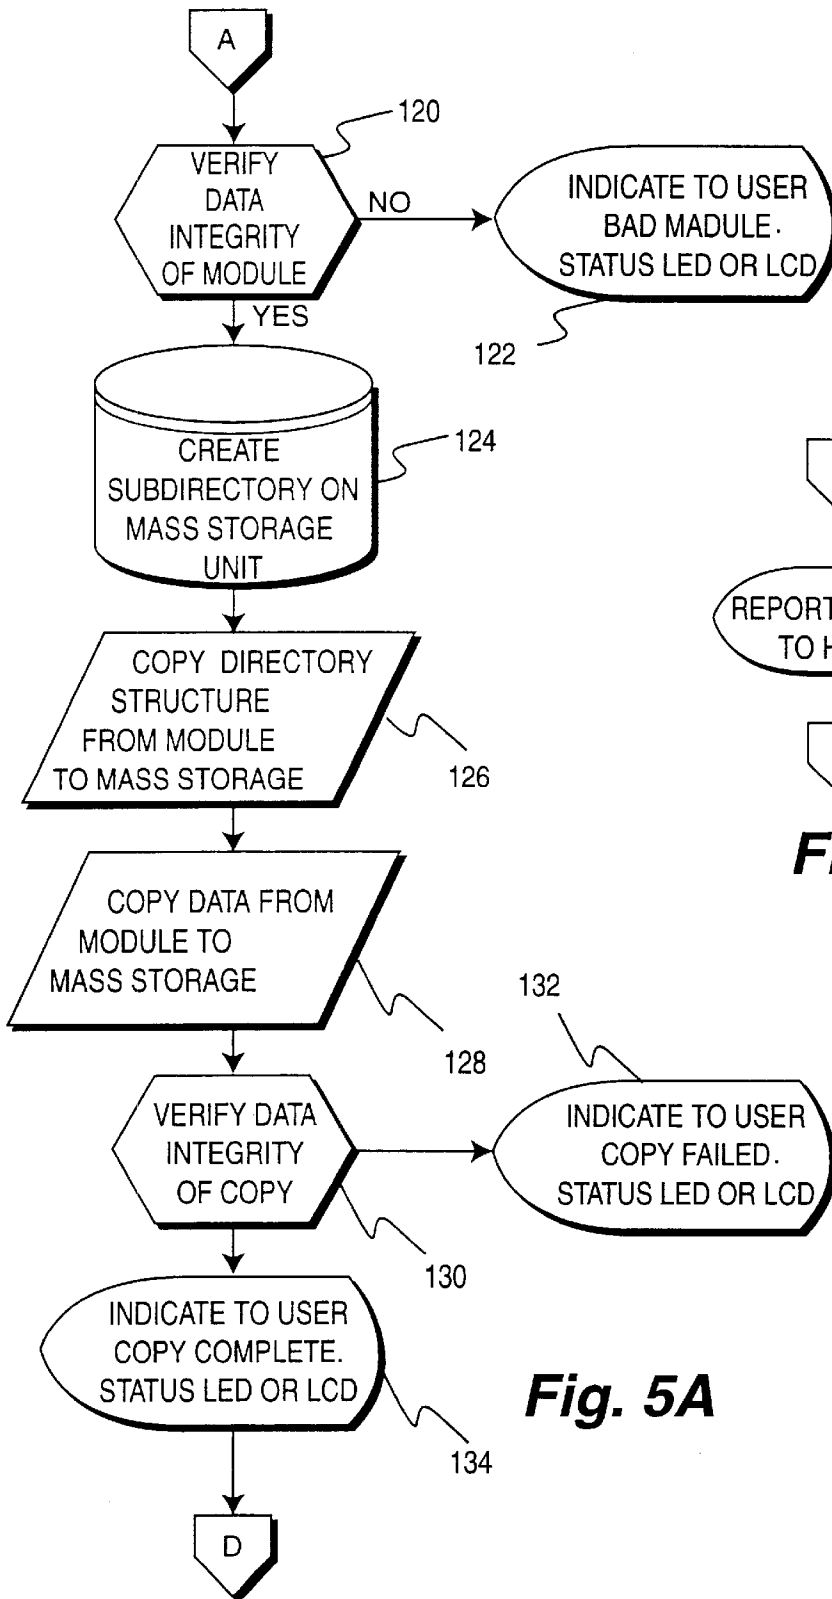 A
120
VERIFY
DATA
INTEGRITY
OF MODULE
NO
INDICATE TO USER
BAD MADULE.
STATUS LED OR LCD
122
YES
124
CREATE
SUBDIRECTORY ON
MASS STORAGE
UNIT
REPORT
TO
COPY DIRECTORY
STRUCTURE
FROM MODULE
TO MASS STORAGE
126
COPY DATA FROM
MODULE TO
MASS STORAGE
128
132
VERIFY DATA
INTEGRITY
OF COPY
130
INDICATE TO USER
COPY FAILED.
STATUS LED OR LCD
INDICATE TO USER
COPY COMPLETE.
STATUS LED OR LCD
134
Fig. 5A
D